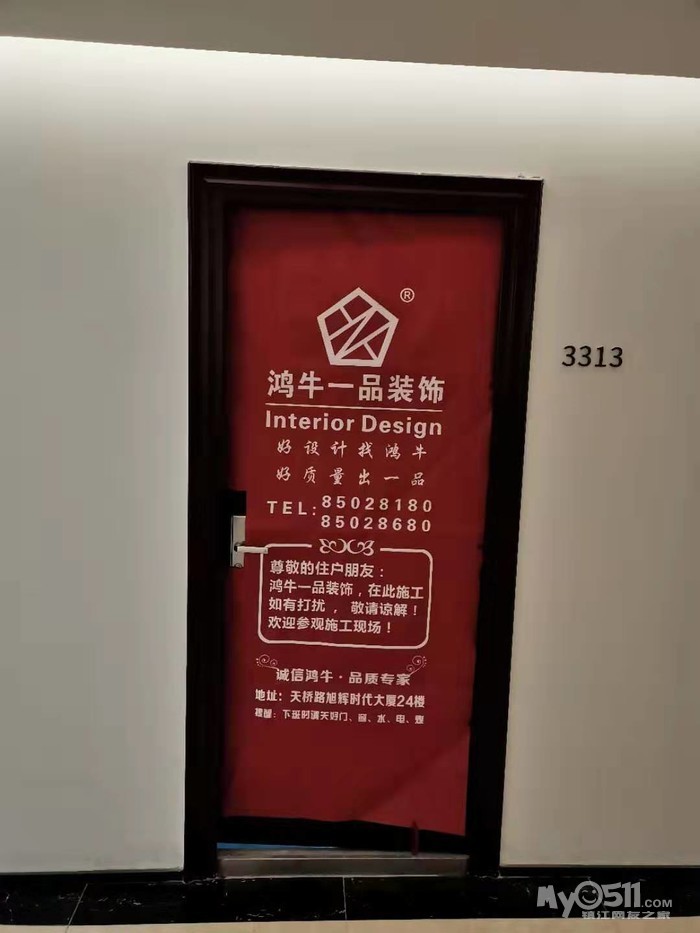 ®
鸿牛一品装饰
Interior Design
好设计找鸿牛
好质量出一品
TEL: 85028180
85028680
尊敬的住户朋友：
鸿牛一品装饰，在此施工
如有打扰， 敬请谅解！
欢迎参观施工现场！
诚信鸿牛·品质专家
地址：天桥路旭辉时代大厦24楼
提醒：下班时请关好门、窗、水、电、煤
3313
My0511.COM
镇江网友之家